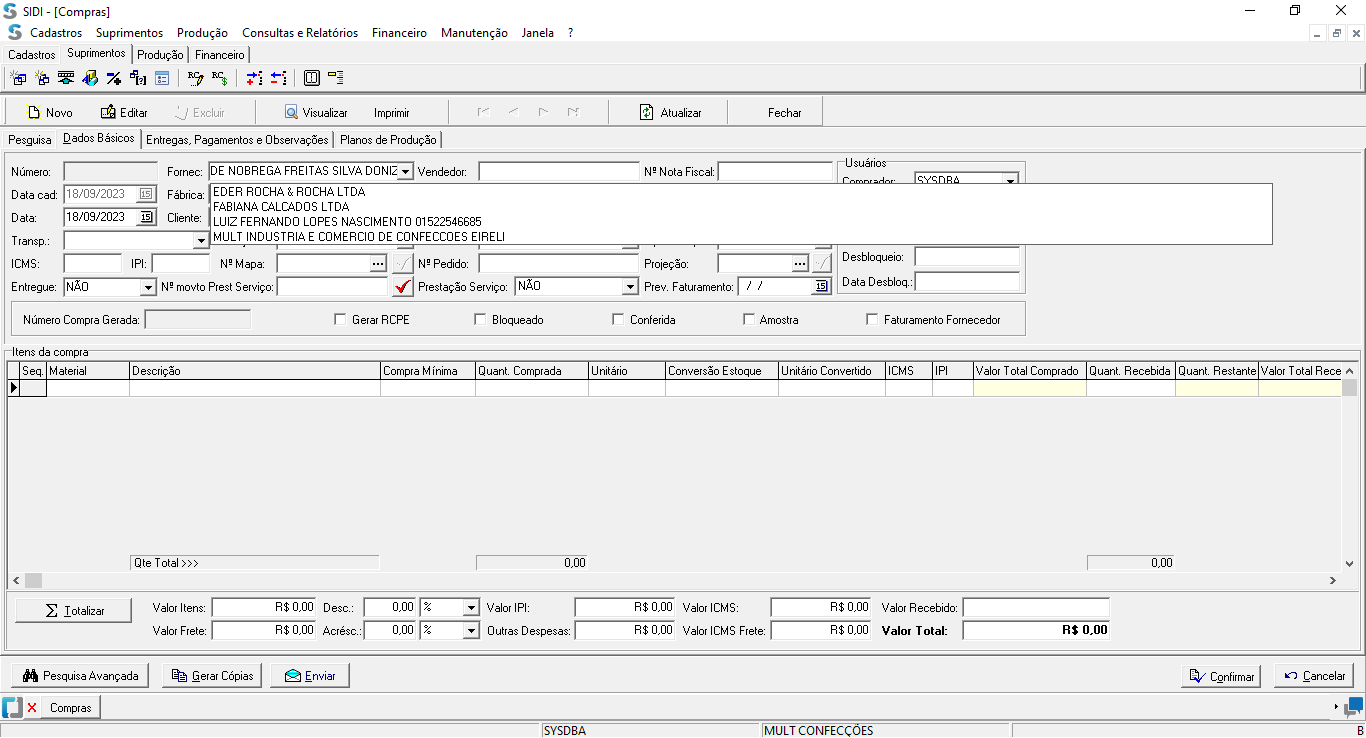 SIDI - [Compras]
Cadastros Suprimentos Produção Consultas e Relatórios Financeiro Manutenção Janela ?
Cadastros Suprimentos Produção Financeiro
Novo Editar Excluir Visualizar Imprimir Atualizar Fechar
Pesquisa Dados Básicos Entregas, Pagamentos e Observações Planos de Produção
Número: Fornec: DE NOBREGA FREITAS SILVA DONIZ Vendedor: Nº Nota Fiscal: Usuários
Comprador: SYSDBA
Data cad: 18/09/2023 15 Fábrica: EDER ROCHA & ROCHA LTDA
FABIANA CALCADOS LTDA
Data: 18/09/2023 15 Cliente: LUIZ FERNANDO LOPES NASCIMENTO 01522546685
Transp.: MULT INDUSTRIA E COMERCIO DE CONFECCOES EIRELI
ICMS: IPI: Nº Mapa: ... Nº Pedido: Projeção: ... Desbloqueio:
Entregue: NÃO Nº movto Prest Serviço: Prestação Serviço: NÃO Prev. Faturamento: / / 15 Data Desbloq.:
Número Compra Gerada: Gerar RCPE Bloqueado Conferida Amostra Faturamento Fornecedor
Itens da compra
Seq. Material Descrição Compra Mínima Quant. Comprada Unitário Conversão Estoque Unitário Convertido ICMS IPI Valor Total Comprado Quant. Recebida Quant. Restante Valor Total Rece
Qte Total >>> 0,00 0,00
Totalizar Valor Itens: R$ 0,00 Desc.: 0,00 % Valor IPI: R$ 0,00 Valor ICMS: R$ 0,00 Valor Recebido:
Valor Frete: R$ 0,00 Acrésc.: 0,00 % Outras Despesas: R$ 0,00 Valor ICMS Frete: R$ 0,00 Valor Total: R$ 0,00
Pesquisa Avançada Gerar Cópias Enviar Confirmar Cancelar
Compras
SYSDBA MULT CONFECÇÕES B